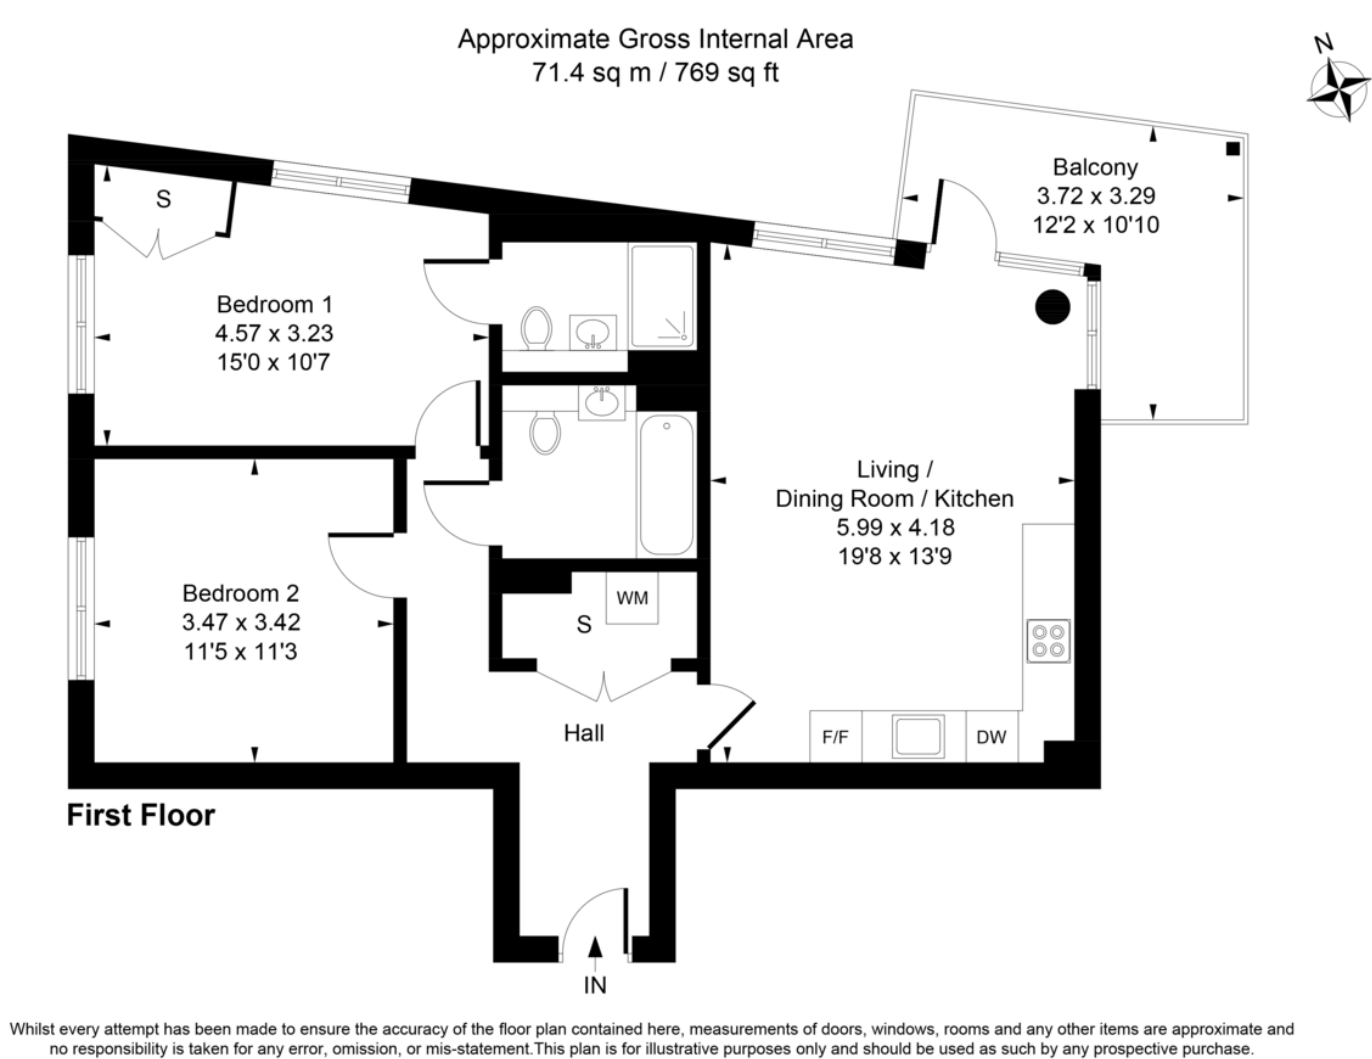 Approximate Gross Internal Area
71.4 sq m / 769 sq ft
N
Balcony
3.72 x 3.29
12'2 x 10'10
S
Bedroom 1
4.57 x 3.23
15'0 x 10'7
Living /
Dining Room / Kitchen
5.99 x 4.18
19'8 x 13'9
Bedroom 2
3.47 x 3.42
11'5 x 11'3
WM
S
Hall
F/F
DW
First Floor
IN
Whilst every attempt has been made to ensure the accuracy of the floor plan contained here, measurements of doors, windows, rooms and any other items are approximate and
no responsibility is taken for any error, omission, or mis-statement.This plan is for illustrative purposes only and should be used as such by any prospective purchase.